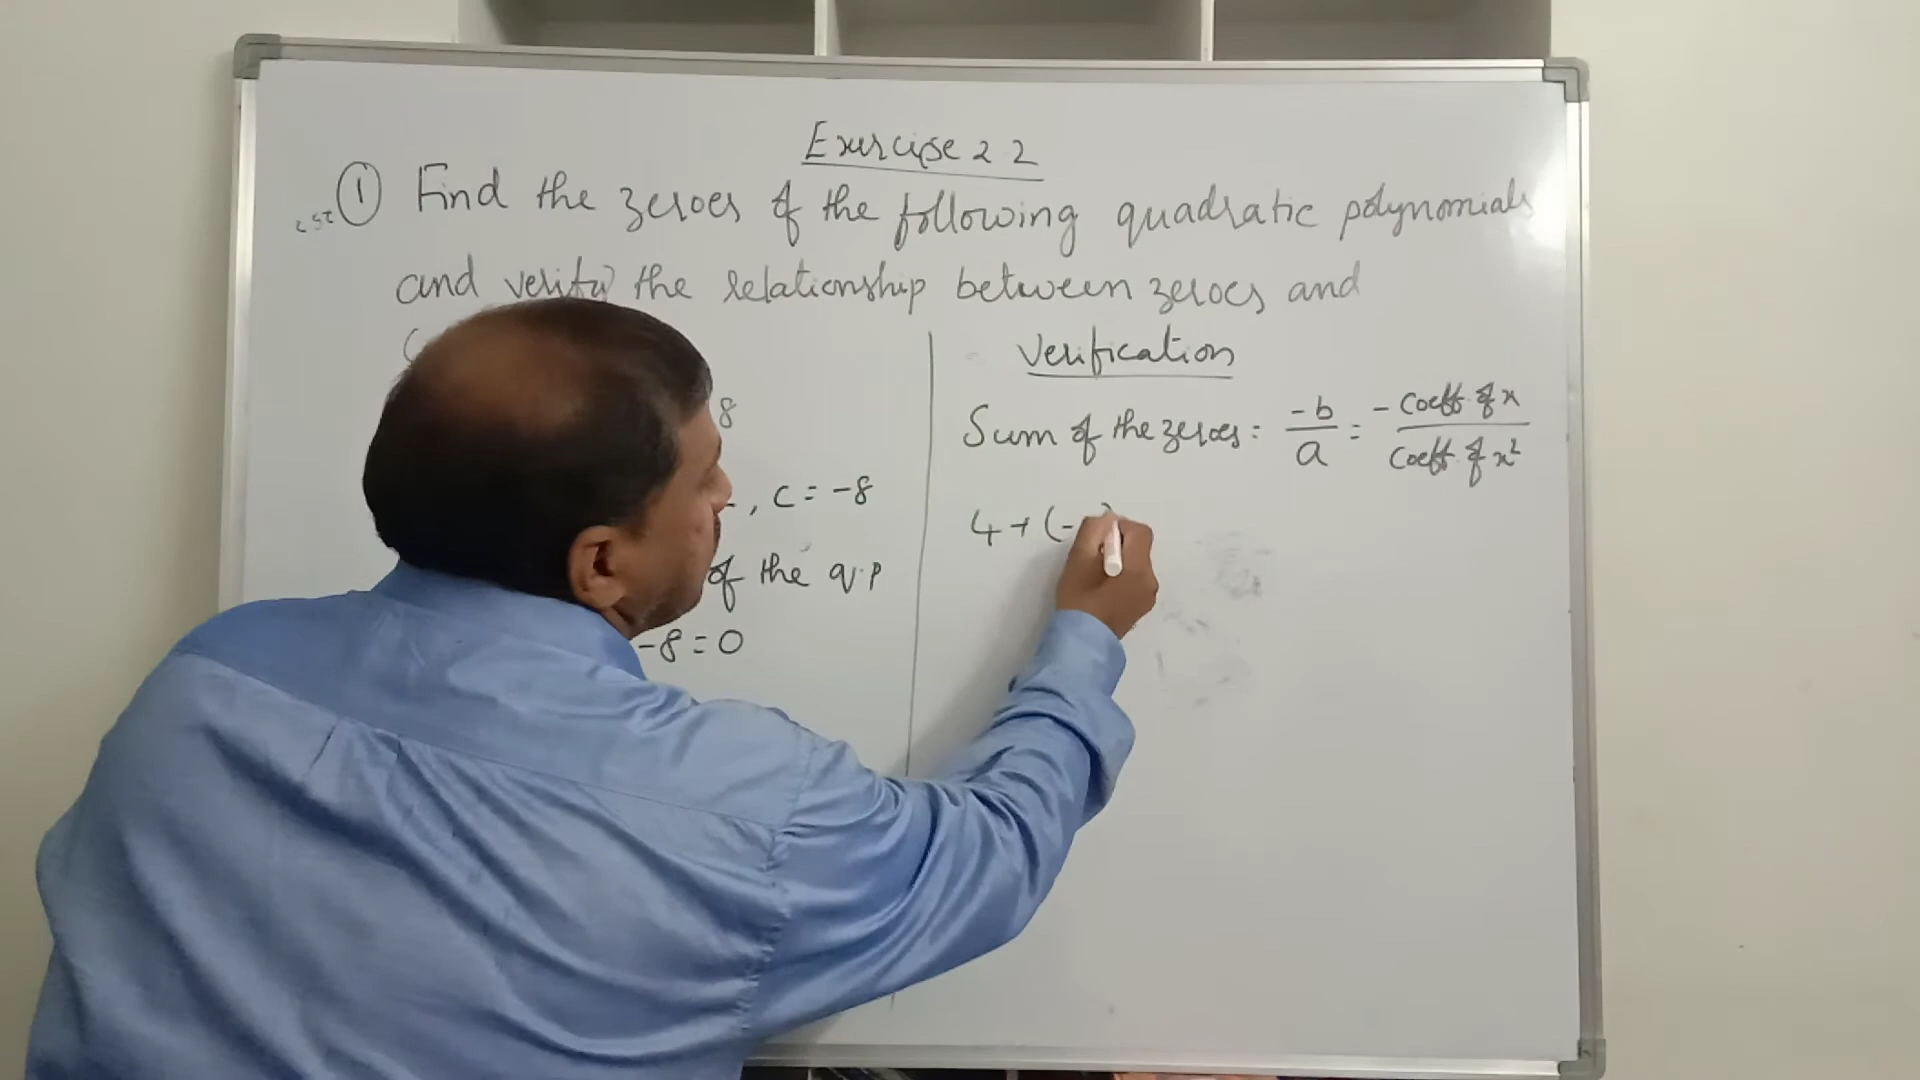 Exercise 2 2
① Find the zeroes of the following quadratic polynomials
and verify the relationship between zeroes and
8
, c = -8
of the q.p
-8 = 0
Verification
Sum of the zeroes = -b/a = - Coeff of x / Coeff of x²
4 + (-